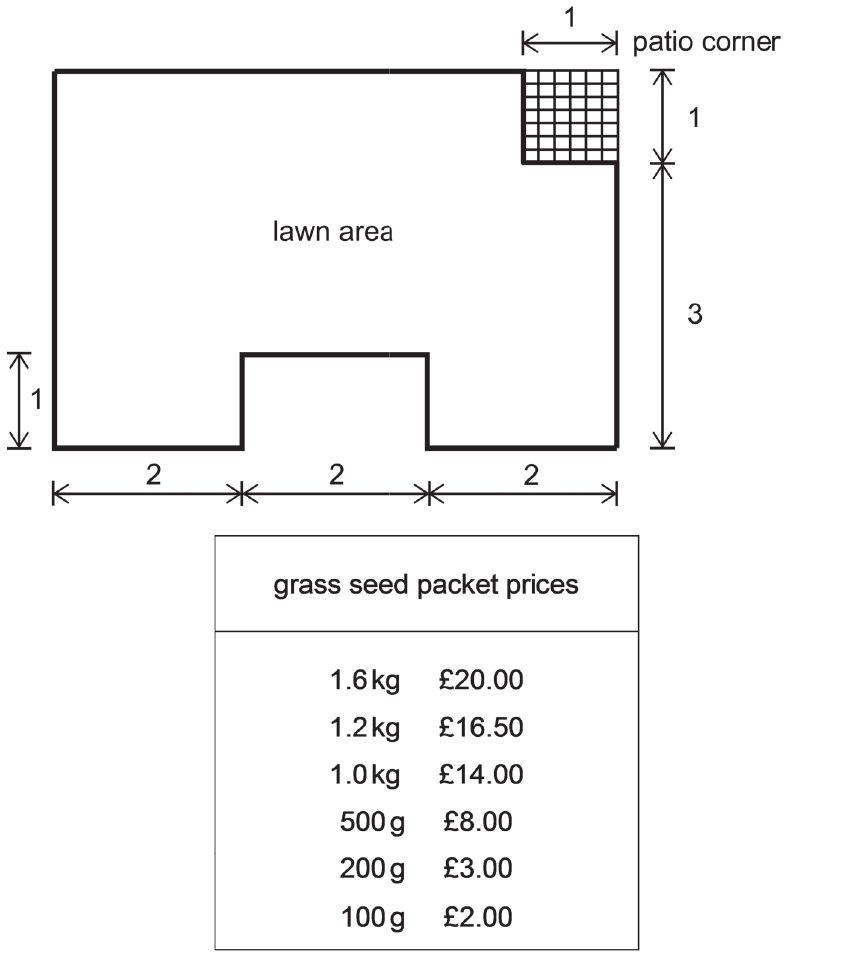 1
patio corner
1
lawn area
3
1
2 2 2
grass seed packet prices
1.6 kg £20.00
1.2 kg £16.50
1.0 kg £14.00
500 g £8.00
200 g £3.00
100 g £2.00